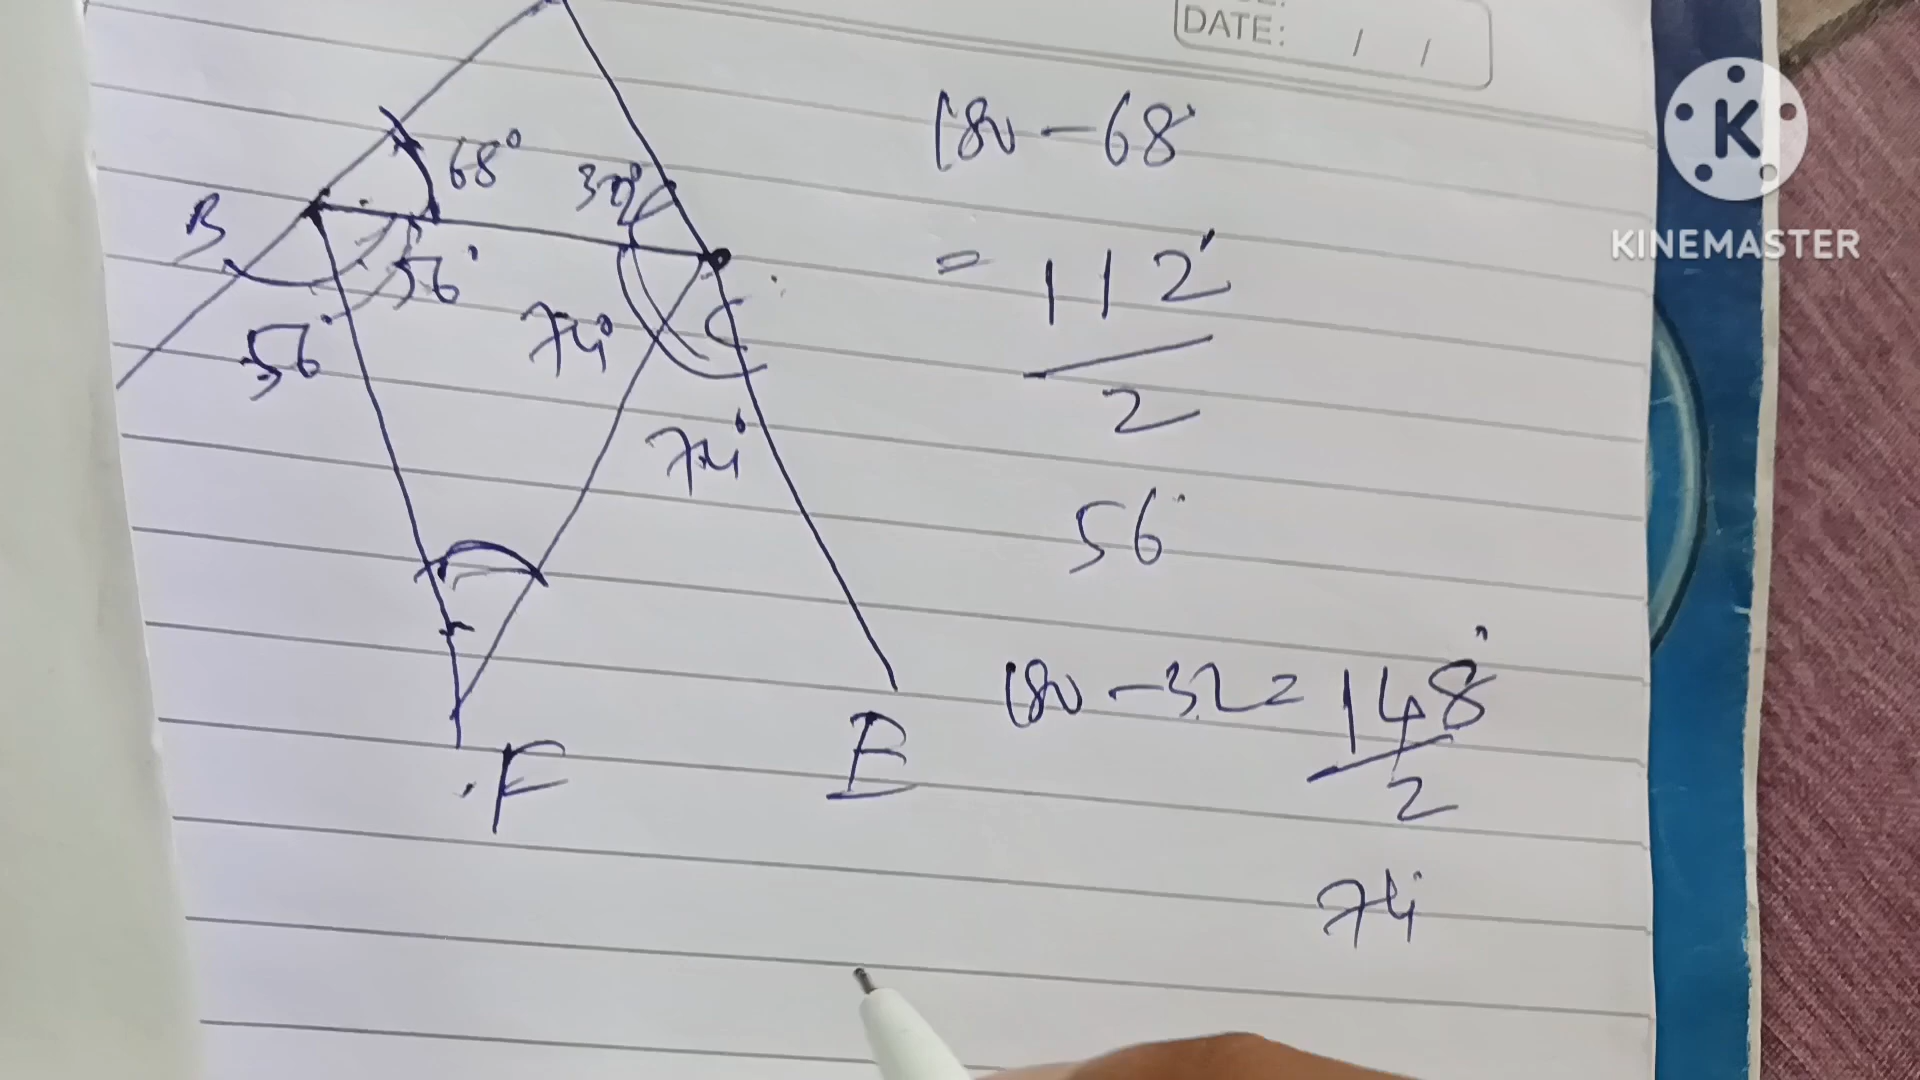 DATE: / /
180 - 68°
68°
32°
B
= 112°
56°
74°
C
56°
2
74°
56°
180 - 32 = 148°
2
F
E
74°
K
KINEMASTER